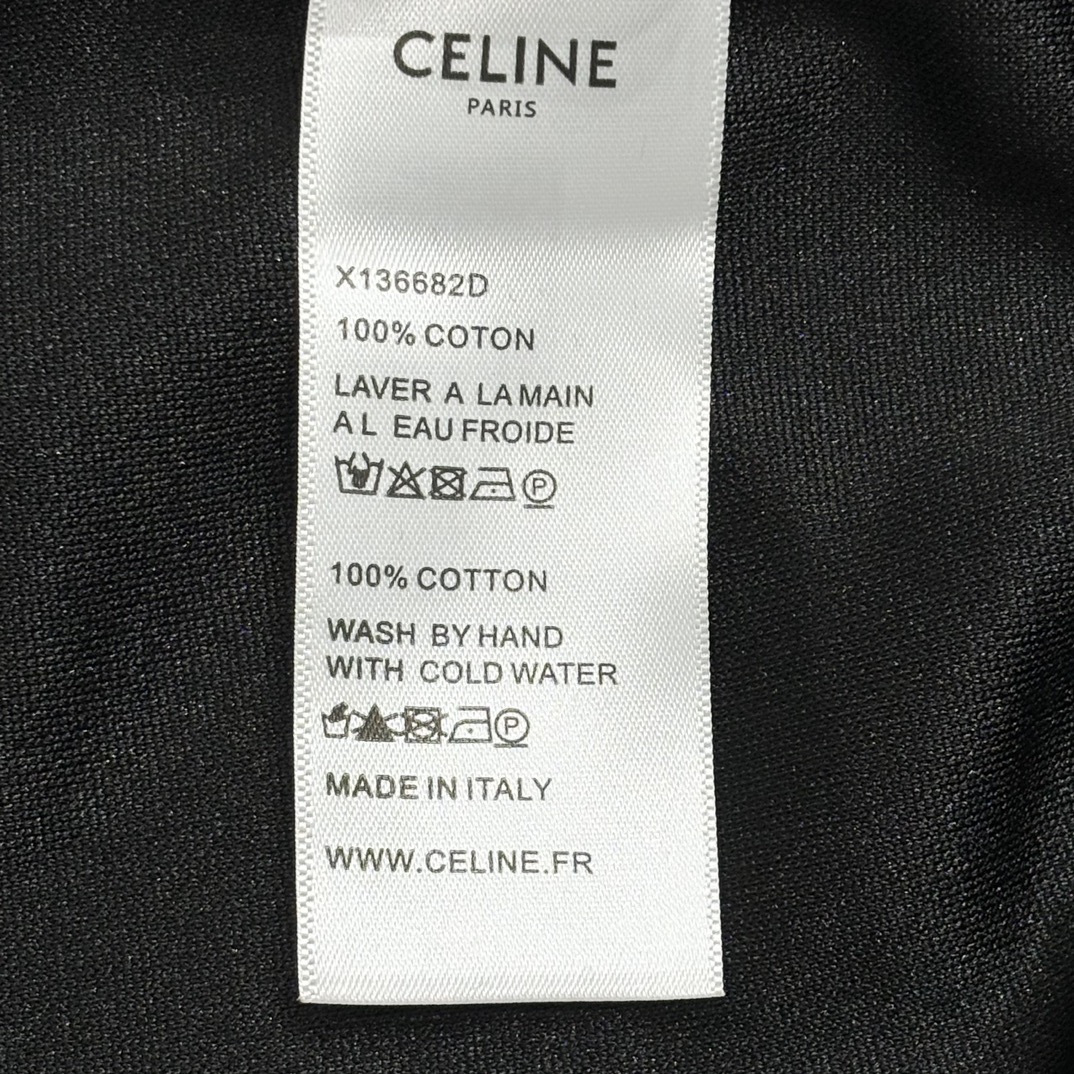 CELINE
PARIS
X136682D
100% COTON
LAVER A LA MAIN
A L EAU FROIDE
P
100% COTTON
WASH BY HAND
WITH COLD WATER
P
MADE IN ITALY
WWW.CELINE.FR